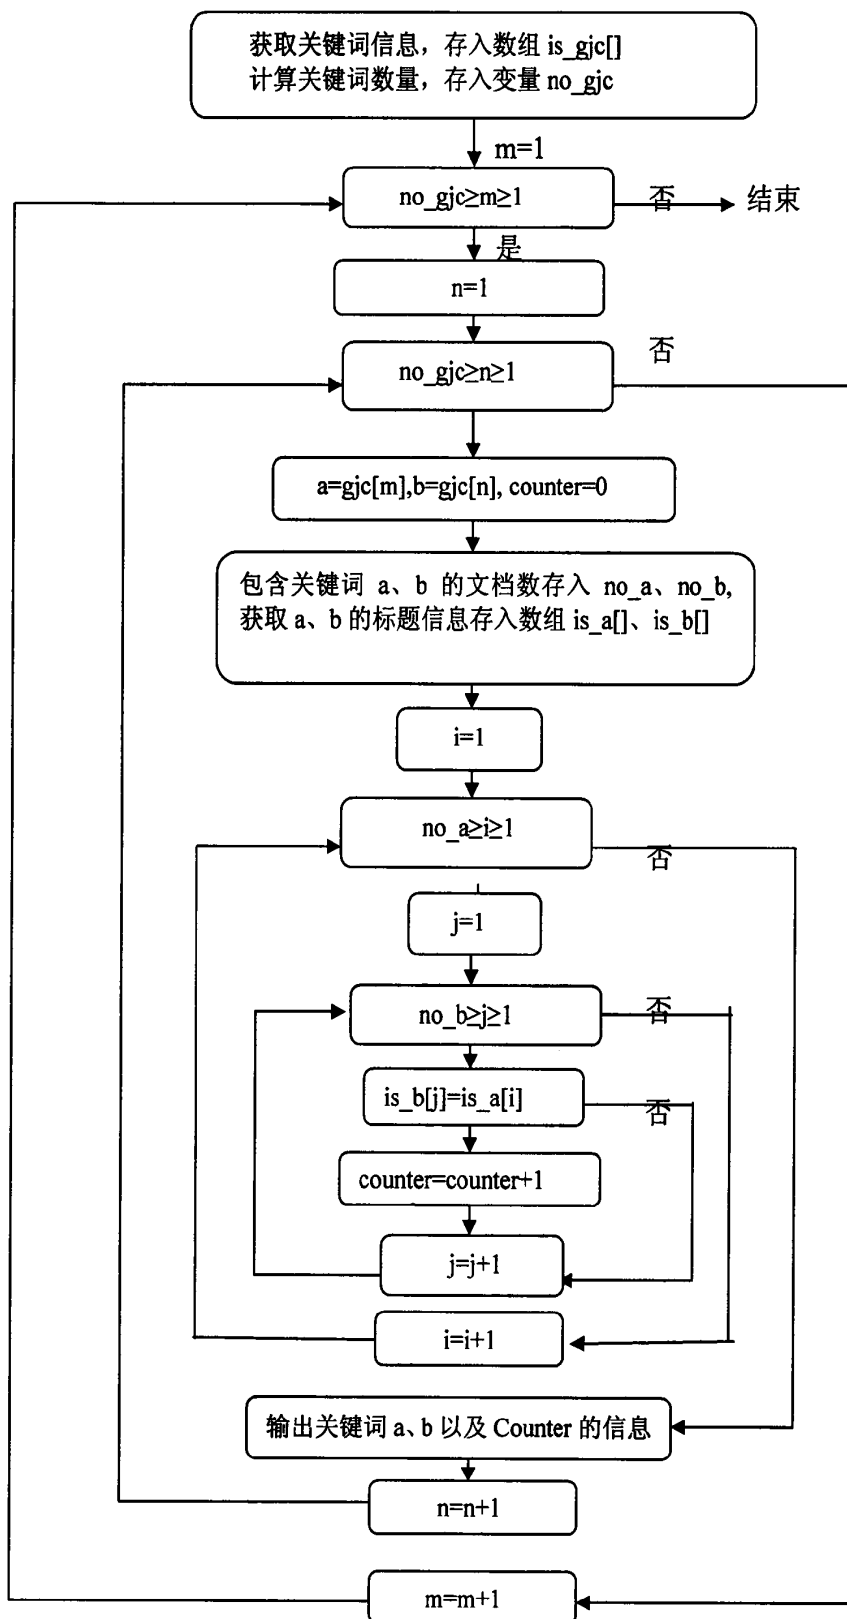 获取关键词信息，存入数组 is_gjc[]
计算关键词数量，存入变量 no_gjc
m=1
no_gjc≥m≥1
否
结束
是
n=1
否
no_gjc≥n≥1
a=gjc[m],b=gjc[n], counter=0
包含关键词 a、b 的文档数存入 no_a、no_b,
获取 a、b 的标题信息存入数组 is_a[]、is_b[]
i=1
no_a≥i≥1
否
j=1
no_b≥j≥1
否
is_b[j]=is_a[i]
否
counter=counter+1
j=j+1
i=i+1
输出关键词 a、b 以及 Counter 的信息
n=n+1
m=m+1